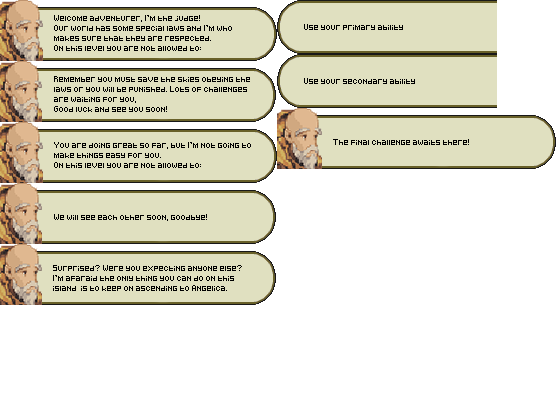 Welcome adventurer, I'm the Judge!
Our world has some special laws and I'm who
makes sure that they are respected.
On this level you are not allowed to:
Remember you must save the skies obeying the
laws or you will be punished. Lots of challenges
are waiting for you,
Good luck and see you soon!
You are doing great so far, but I'm not going to
make things easy for you.
On this level you are not allowed to:
We will see each other soon, goodbye!
Surprised? Were you expecting anyone else?
I'm afaraid the only thing you can do on this
island is to keep on ascending to Angelica.
Use your primary ability
Use your secondary ability
The final challenge awaits there!